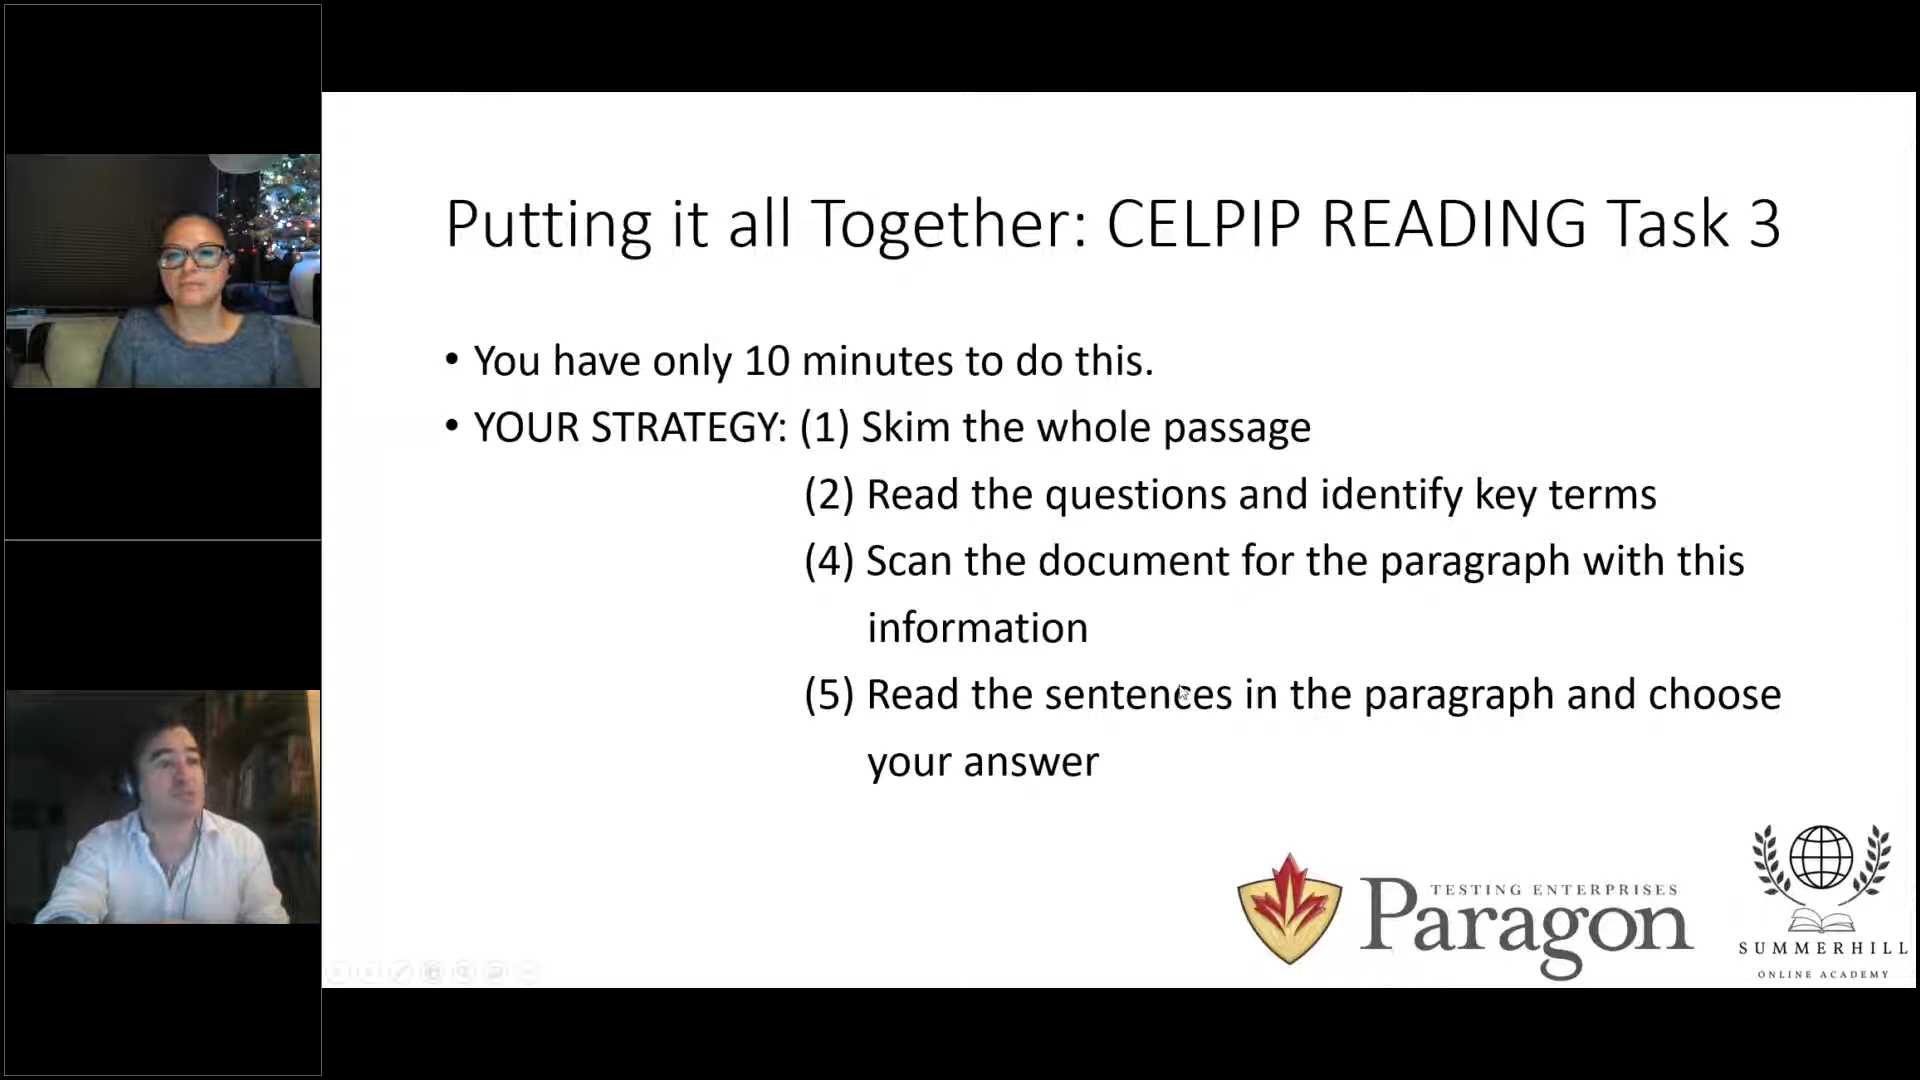 Putting it all Together: CELPIP READING Task 3
• You have only 10 minutes to do this.
• YOUR STRATEGY: (1) Skim the whole passage
(2) Read the questions and identify key terms
(4) Scan the document for the paragraph with this
information
(5) Read the sentences in the paragraph and choose
your answer
TESTING ENTERPRISES
Paragon
SUMMERHILL
ONLINE ACADEMY